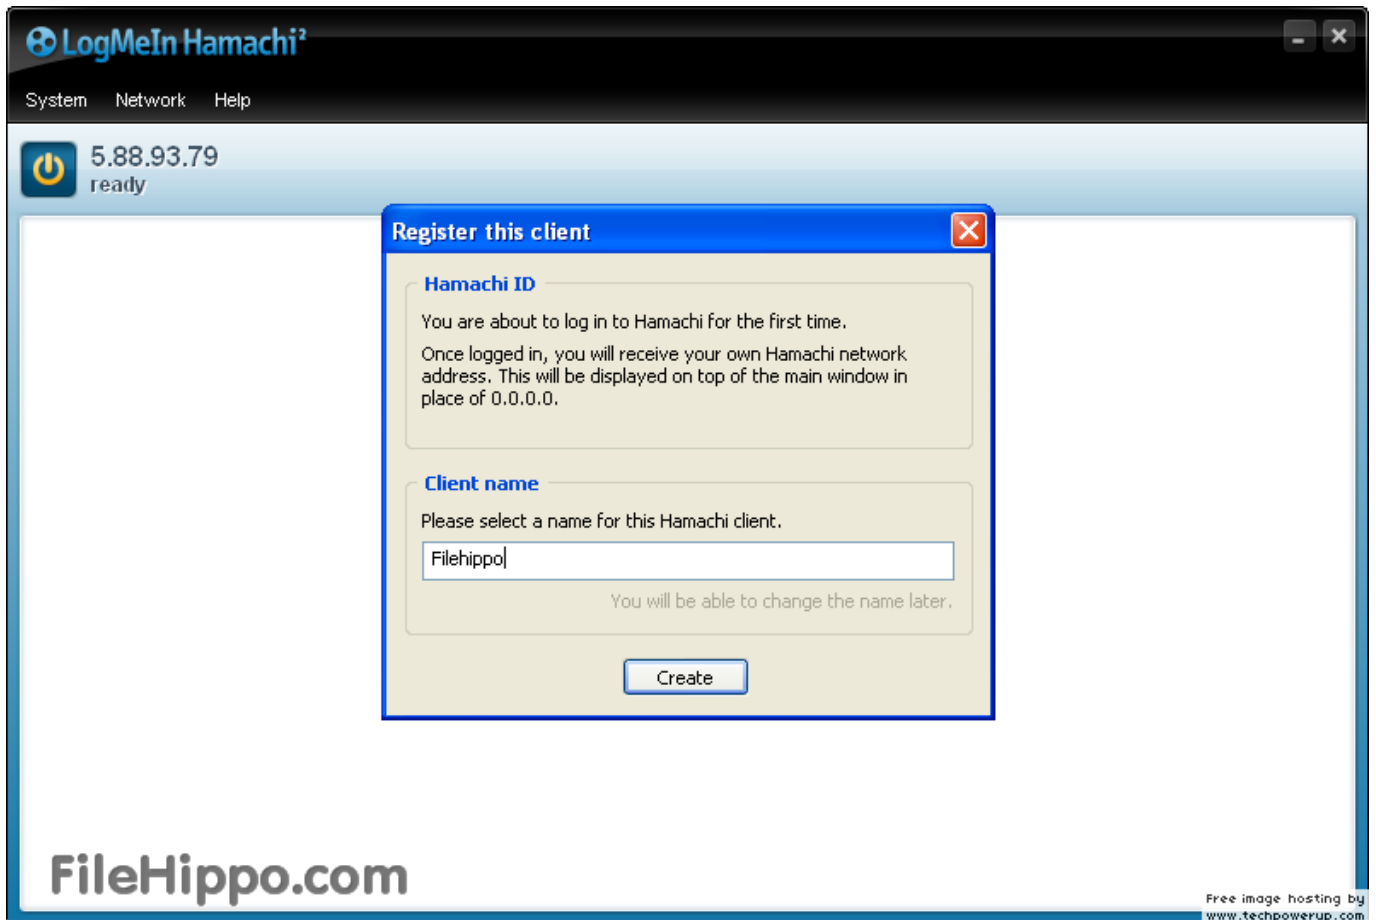 LogMeIn Hamachi²
System Network Help
5.88.93.79
ready
Register this client
Hamachi ID
You are about to log in to Hamachi for the first time.
Once logged in, you will receive your own Hamachi network
address. This will be displayed on top of the main window in
place of 0.0.0.0.
Client name
Please select a name for this Hamachi client.
Filehippo
You will be able to change the name later.
Create
FileHippo.com
Free image hosting by
www.techpowerup.com